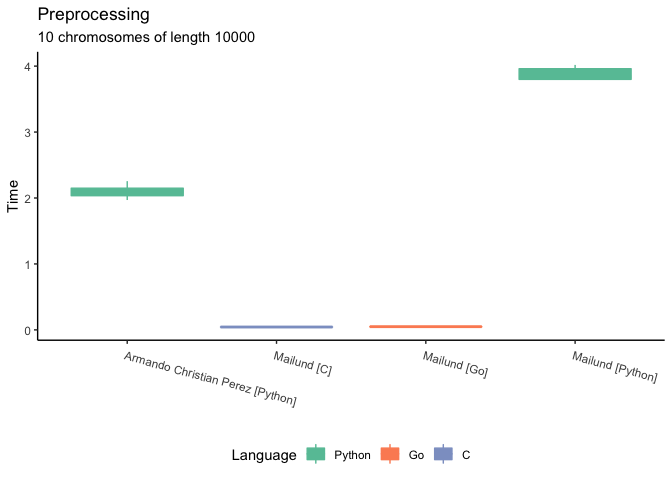 Preprocessing
10 chromosomes of length 10000
4
3
2
1
0
Time
Armando Christian Perez [Python]
Mailund [C]
Mailund [Go]
Mailund [Python]
Language Python Go C